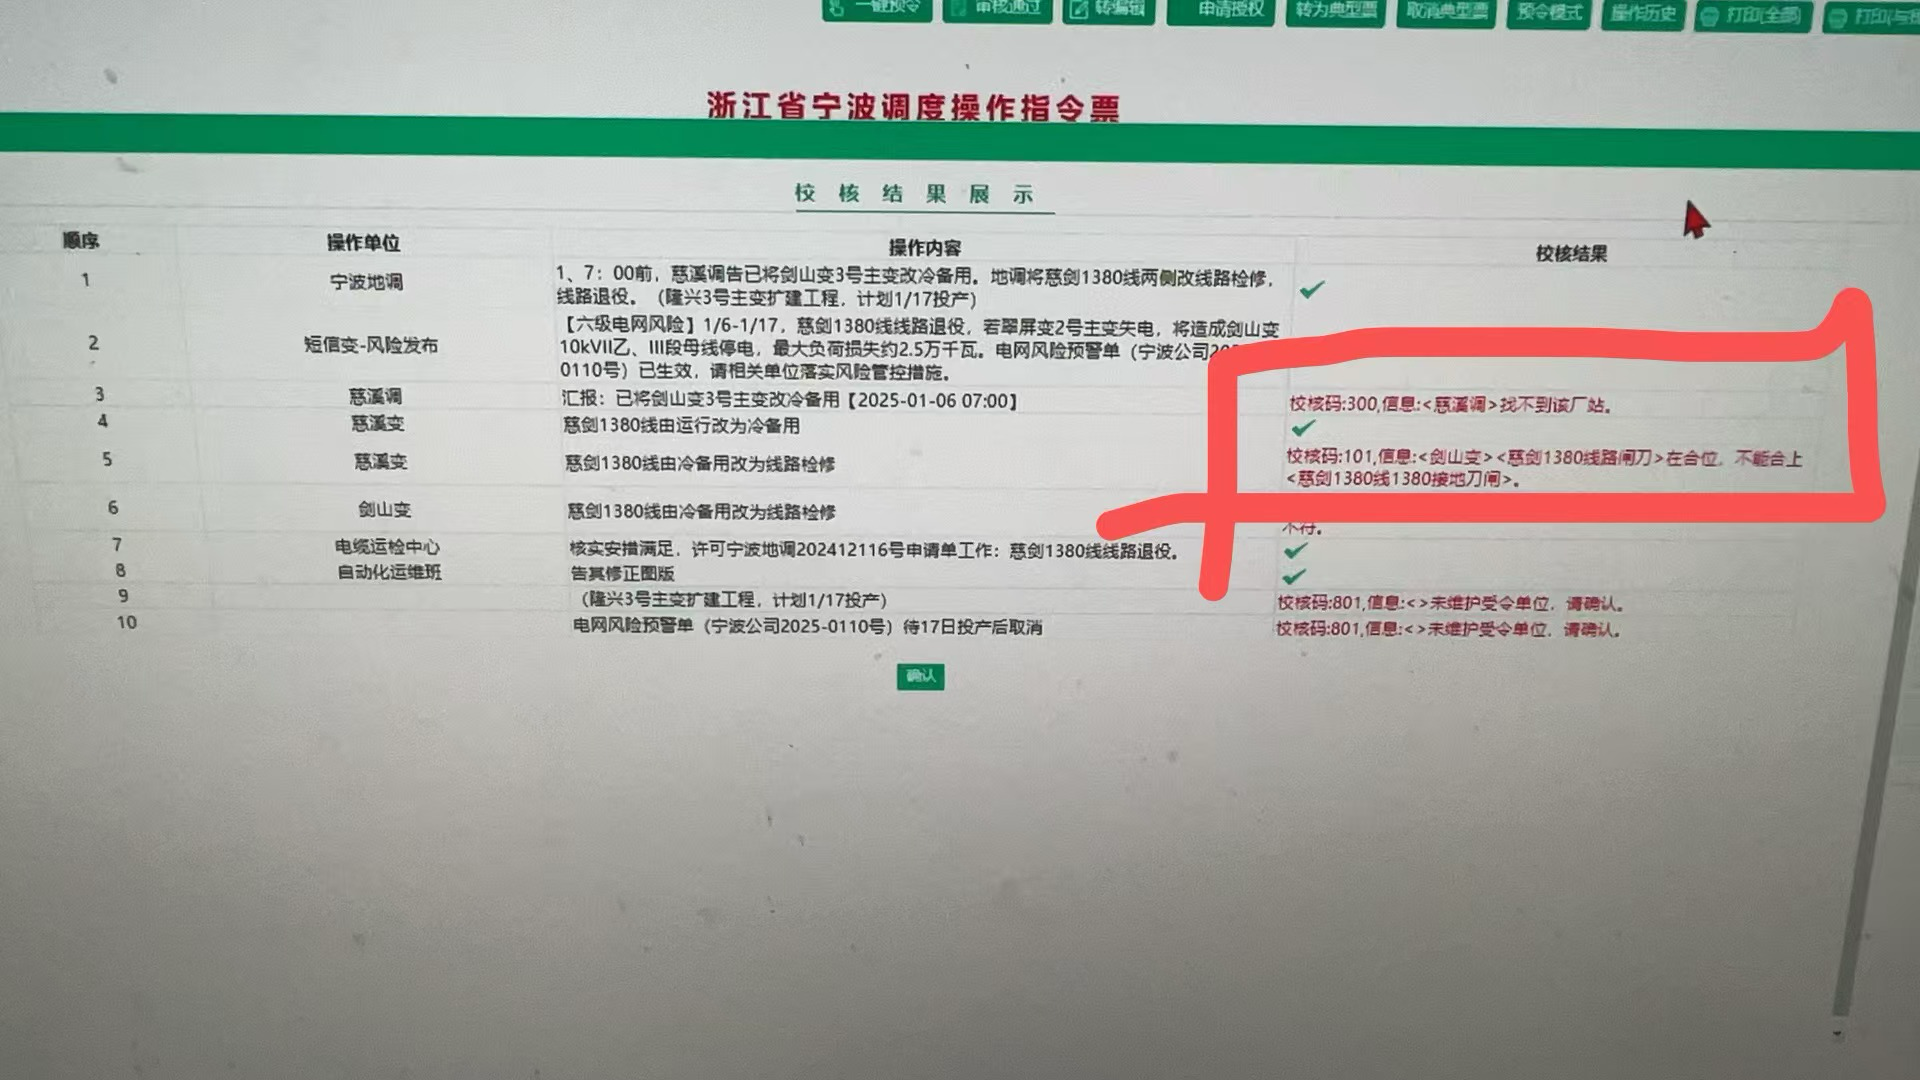 一键预令 审核通过 转编辑 申请授权 转为典型票 取消典型票 预令模式 操作历史 打印(全部) 打印(与
浙江省宁波调度操作指令票
校核结果展示
顺序 操作单位 操作内容 校核结果
1 宁波地调 1、7：00前，慈溪调告已将剑山变3号主变改冷备用。地调将慈剑1380线两侧改线路检修，
线路退役。（隆兴3号主变扩建工程，计划1/17投产）
2 短信变-风险发布 【六级电网风险】1/6-1/17，慈剑1380线线路退役，若翠屏变2号主变失电，将造成剑山变
10kVII乙、III段母线停电，最大负荷损失约2.5万千瓦。电网风险预警单（宁波公司
0110号）已生效，请相关单位落实风险管控措施。
3 慈溪调 汇报：已将剑山变3号主变改冷备用【2025-01-06 07:00】 校核码:300,信息:<慈溪调>找不到该厂站。
4 慈溪变 慈剑1380线由运行改为冷备用
5 慈溪变 慈剑1380线由冷备用改为线路检修 校核码:101,信息:<剑山变><慈剑1380线路闸刀>在合位，不能合上
<慈剑1380线1380接地刀闸>。
6 剑山变 慈剑1380线由冷备用改为线路检修
不符。
7 电缆运检中心 核实安措满足，许可宁波地调202412116号申请单工作：慈剑1380线线路退役。
8 自动化运维班 告其修正图版
9 （隆兴3号主变扩建工程，计划1/17投产） 校核码:801,信息:<>未维护受令单位，请确认。
10 电网风险预警单（宁波公司2025-0110号）待17日投产后取消 校核码:801,信息:<>未维护受令单位，请确认。
确认